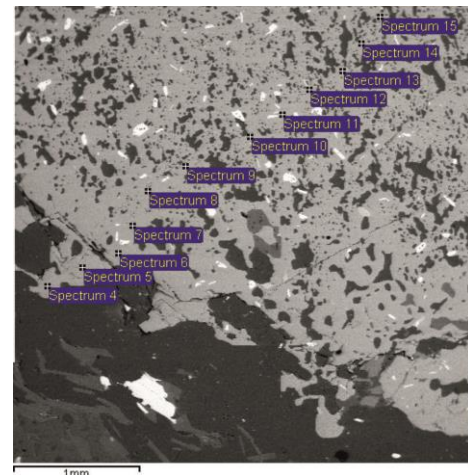 Spectrum 15
Spectrum 14
Spectrum 13
Spectrum 12
Spectrum 11
Spectrum 10
Spectrum 9
Spectrum 8
Spectrum 7
Spectrum 6
Spectrum 5
Spectrum 4
1mm